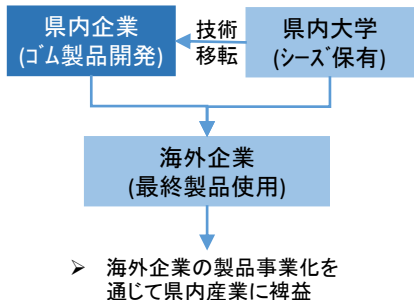 県内企業
(ゴム製品開発)
技術
移転
県内大学
(シーズ保有)
海外企業
(最終製品使用)
➢ 海外企業の製品事業化を
通じて県内産業に裨益